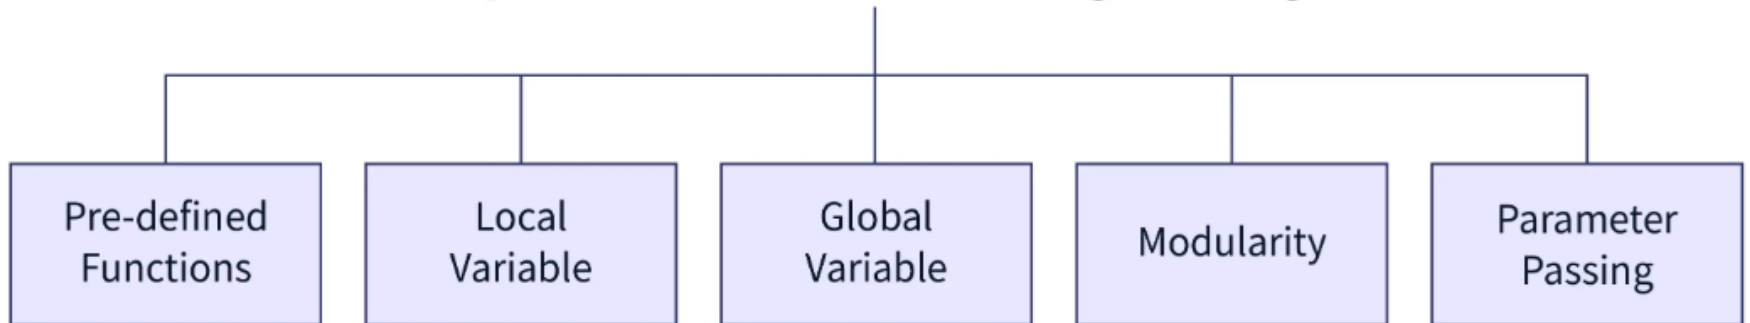 Pre-defined
Functions
Local
Variable
Global
Variable
Modularity
Parameter
Passing